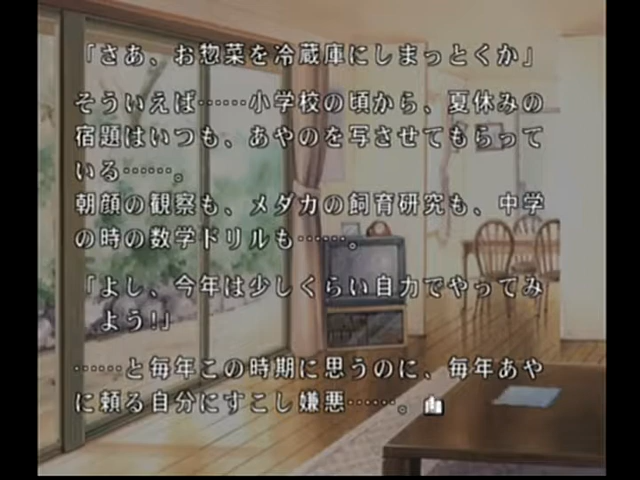 「さあ、お惣菜を冷蔵庫にしまっとくか」
そういえば……小学校の頃から、夏休みの
宿題はいつも、あやのを写させてもらって
いる……。
朝顔の観察も、メダカの飼育研究も、中学
の時の数学ドリルも……。
「よし、今年は少しくらい自力でやってみ
よう!」
……と毎年この時期に思うのに、毎年あや
に頼る自分にすこし嫌悪……。